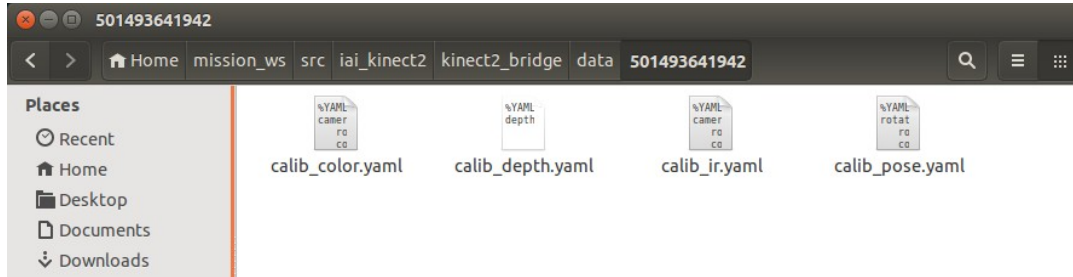 501493641942
Home mission_ws src iai_kinect2 kinect2_bridge data 501493641942
Places
Recent
Home
Desktop
Documents
Downloads
%YAML
camer
ra
co
calib_color.yaml
%YAML
depth
calib_depth.yaml
%YAML
camer
ra
co
calib_ir.yaml
%YAML
rotat
ra
co
calib_pose.yaml